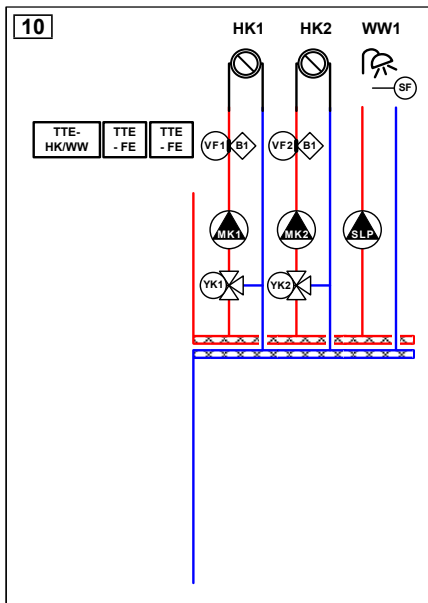 10
HK1 HK2 WW1
SF
TTE-
HK/WW
TTE
- FE
TTE
- FE
VF1 B1 VF2 B1
MK1 MK2 SLP
YK1 YK2